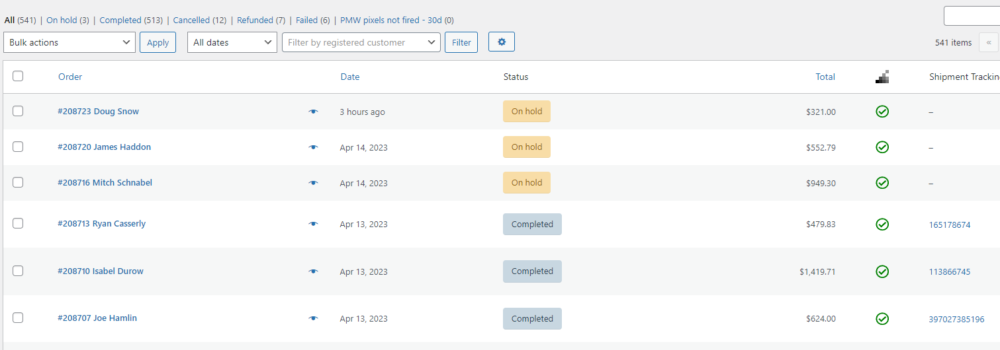 All (541) | On hold (3) | Completed (513) | Cancelled (12) | Refunded (7) | Failed (6) | PMW pixels not fired - 30d (0)
Bulk actions Apply All dates Filter by registered customer Filter 541 items «
Order Date Status Total Shipment Trackin
#208723 Doug Snow 3 hours ago On hold $321.00 –
#208720 James Haddon Apr 14, 2023 On hold $552.79 –
#208716 Mitch Schnabel Apr 14, 2023 On hold $949.30 –
#208713 Ryan Casserly Apr 13, 2023 Completed $479.83 165178674
#208710 Isabel Durow Apr 13, 2023 Completed $1,419.71 113866745
#208707 Joe Hamlin Apr 13, 2023 Completed $624.00 397027385196